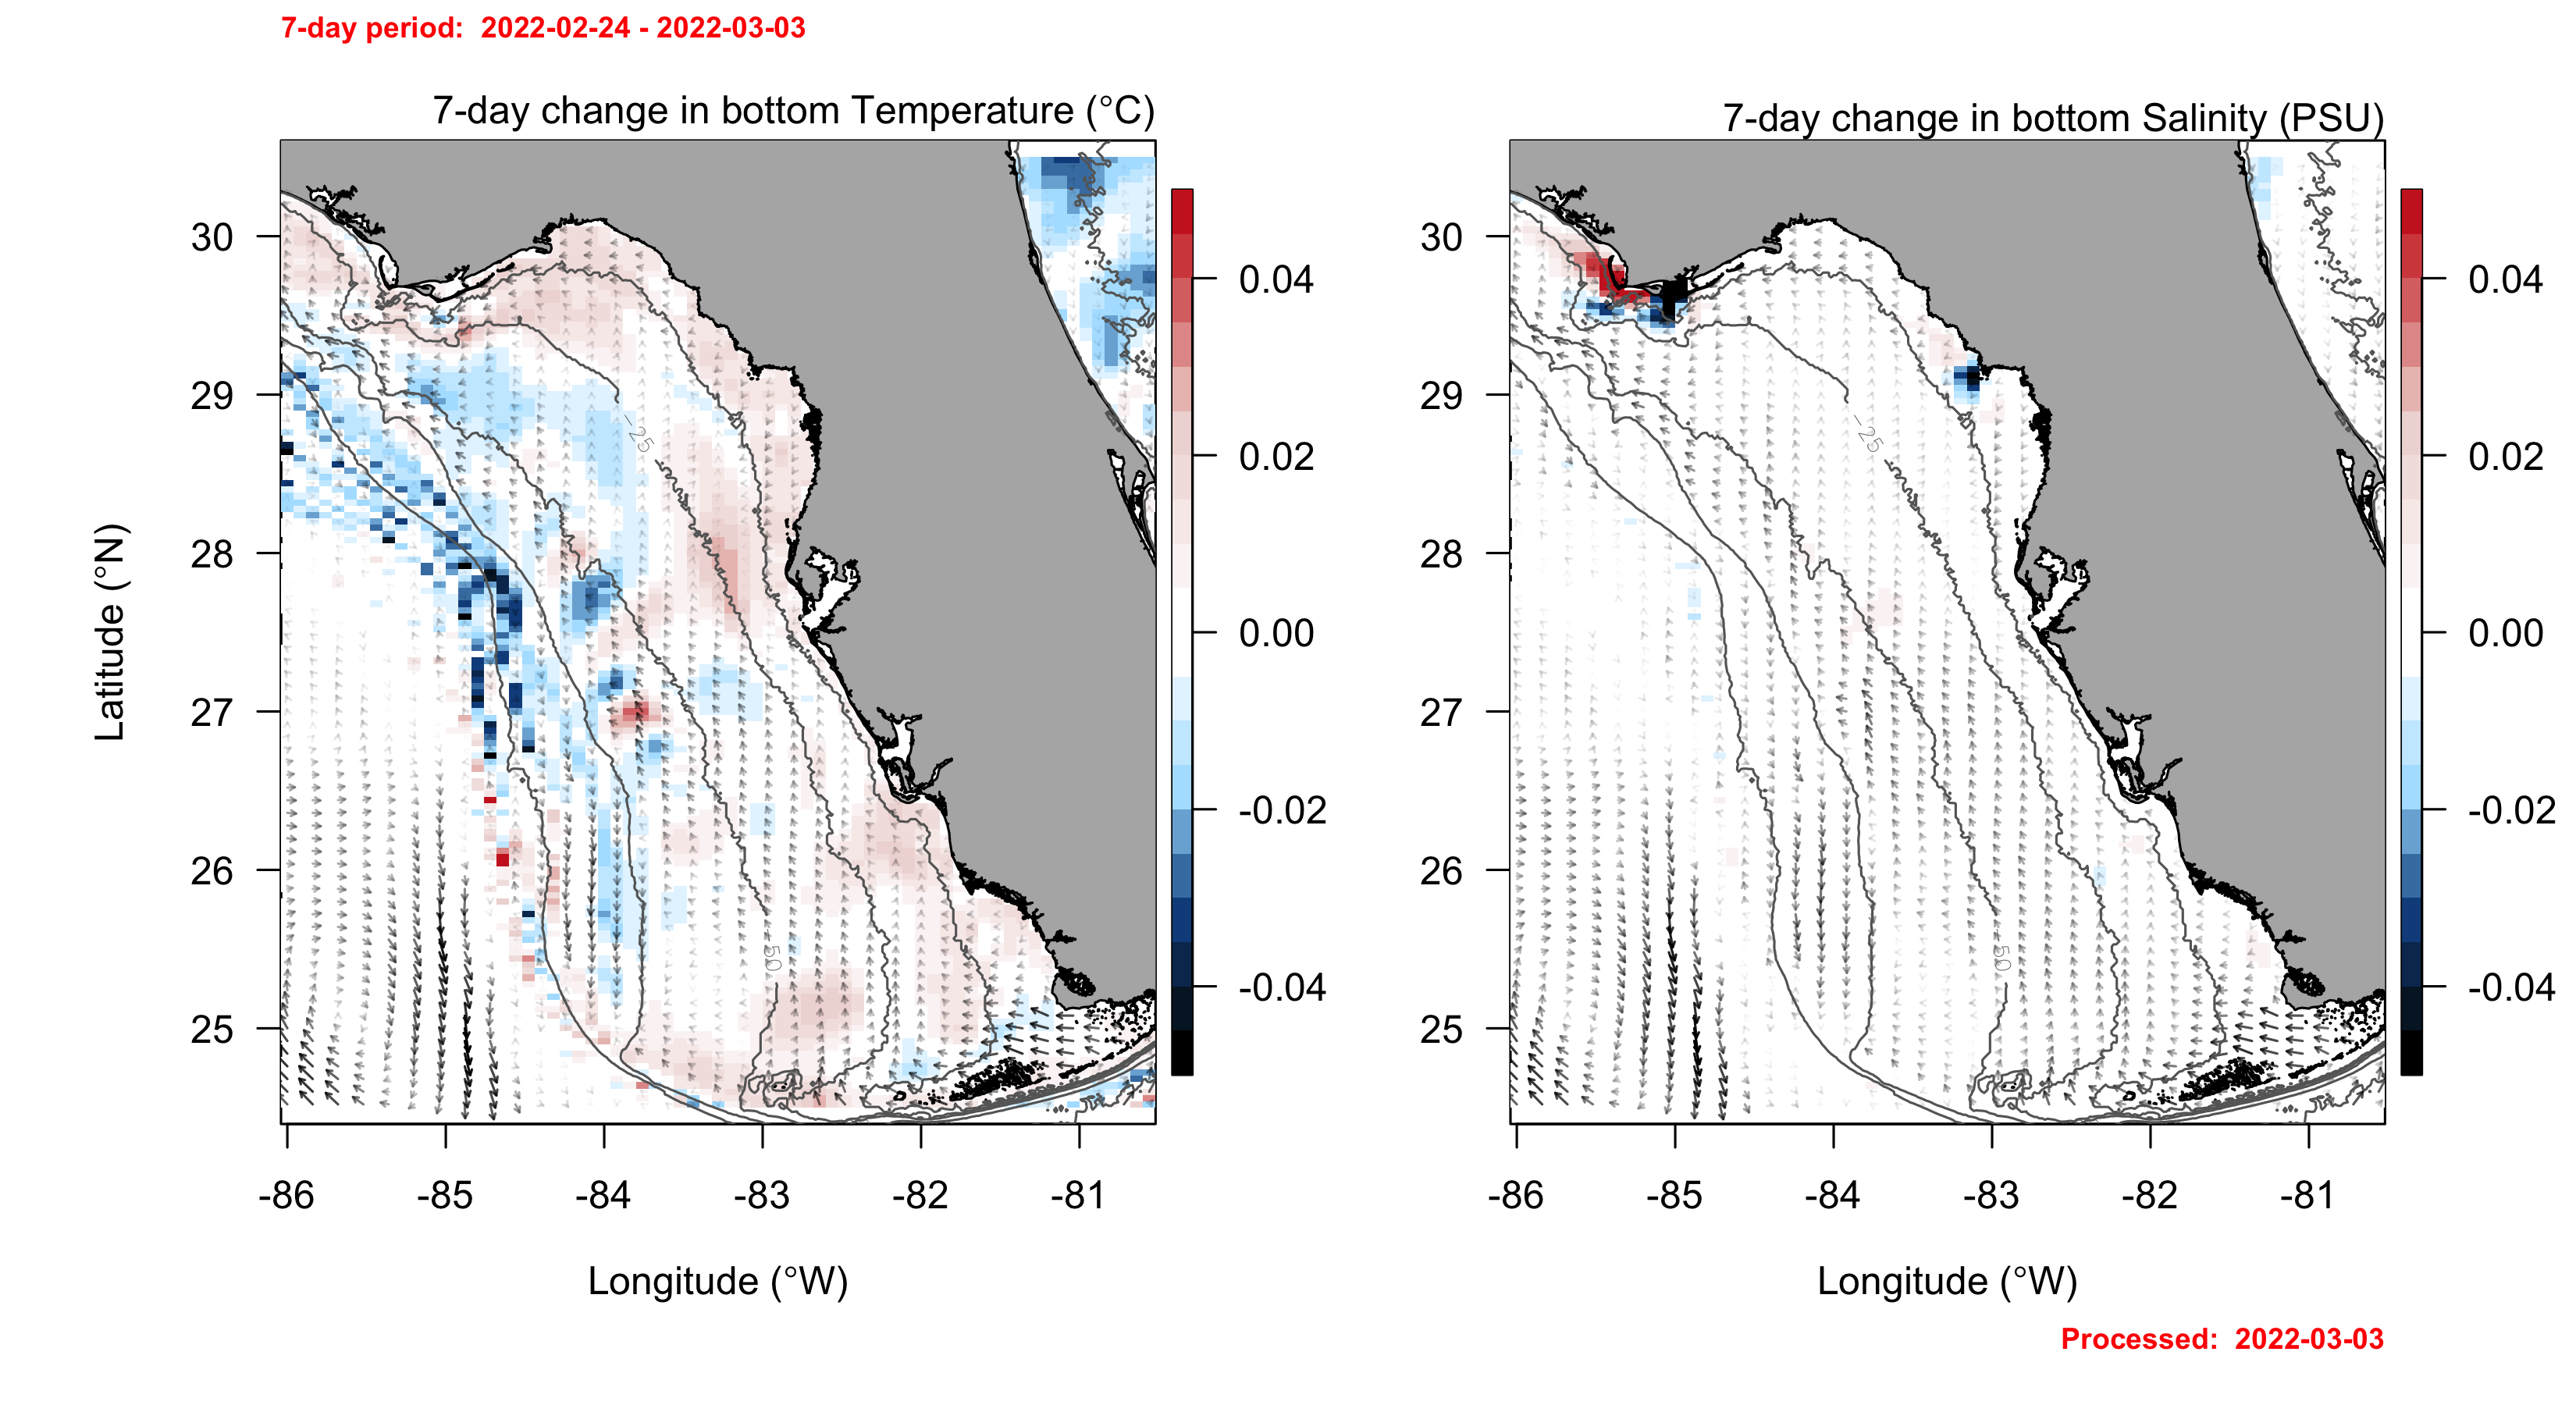 7-day period:  2022-02-24 - 2022-03-03
7-day change in bottom Temperature (°C)
7-day change in bottom Salinity (PSU)
30
29
28
27
26
25
Latitude (°N)
-86 -85 -84 -83 -82 -81
Longitude (°W)
-25
-50
0.04
0.02
0.00
-0.02
-0.04
30
29
28
27
26
25
-86 -85 -84 -83 -82 -81
Longitude (°W)
-25
-50
0.04
0.02
0.00
-0.02
-0.04
Processed:  2022-03-03